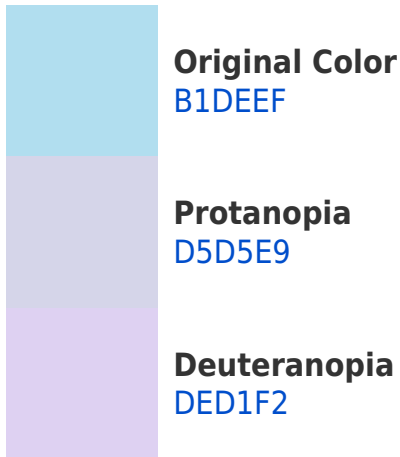 Original Color
B1DEEF
Protanopia
D5D5E9
Deuteranopia
DED1F2